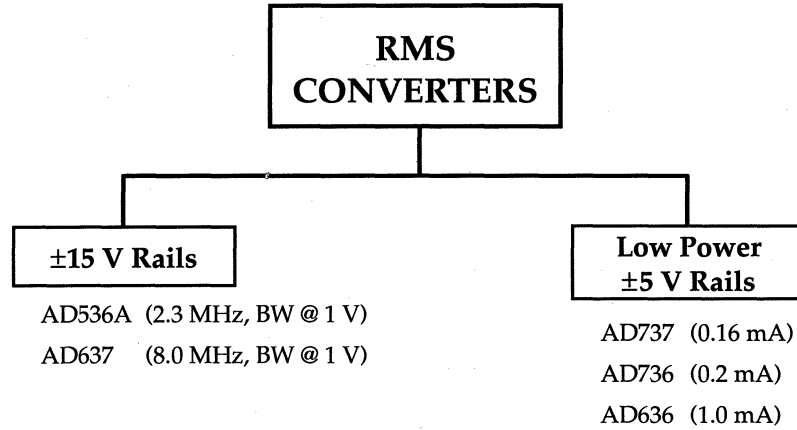 RMS
CONVERTERS
±15 V Rails
AD536A (2.3 MHz, BW @ 1 V)
AD637 (8.0 MHz, BW @ 1 V)
Low Power
±5 V Rails
AD737 (0.16 mA)
AD736 (0.2 mA)
AD636 (1.0 mA)